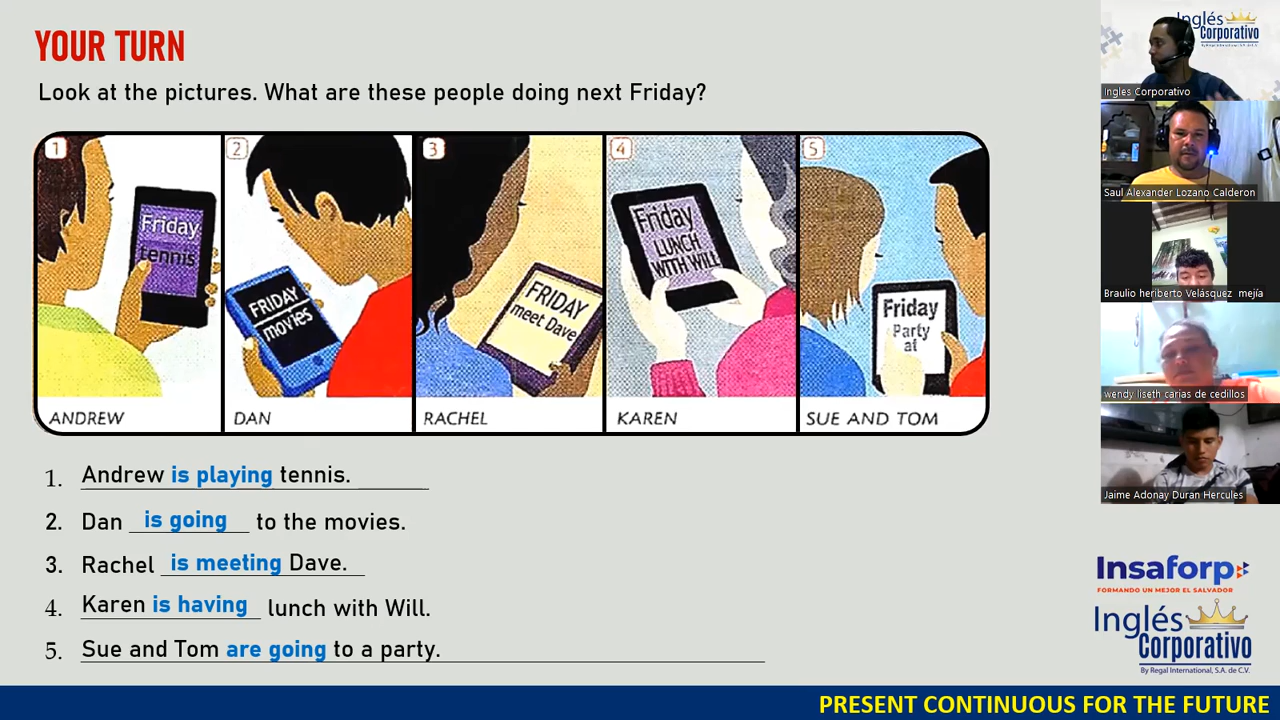 YOUR TURN
Look at the pictures. What are these people doing next Friday?
1
Friday
tennis
ANDREW
2
FRIDAY
movies
DAN
3
FRIDAY
meet Dave
RACHEL
4
Friday
LUNCH
WITH WILL
KAREN
5
Friday
Party
at
SUE AND TOM
1. Andrew is playing tennis.
2. Dan is going to the movies.
3. Rachel is meeting Dave.
4. Karen is having lunch with Will.
5. Sue and Tom are going to a party.
Inglés
Corporativo
By Regal International, S.A. de C.V.
Ingles Corporativo
Saul Alexander Lozano Calderon
Braulio heriberto Velásquez mejía
wendy liseth carias de cedillos
Jaime Adonay Duran Hercules
Insaforp
FORMANDO UN MEJOR EL SALVADOR
Inglés
Corporativo
By Regal International, S.A. de C.V.
PRESENT CONTINUOUS FOR THE FUTURE